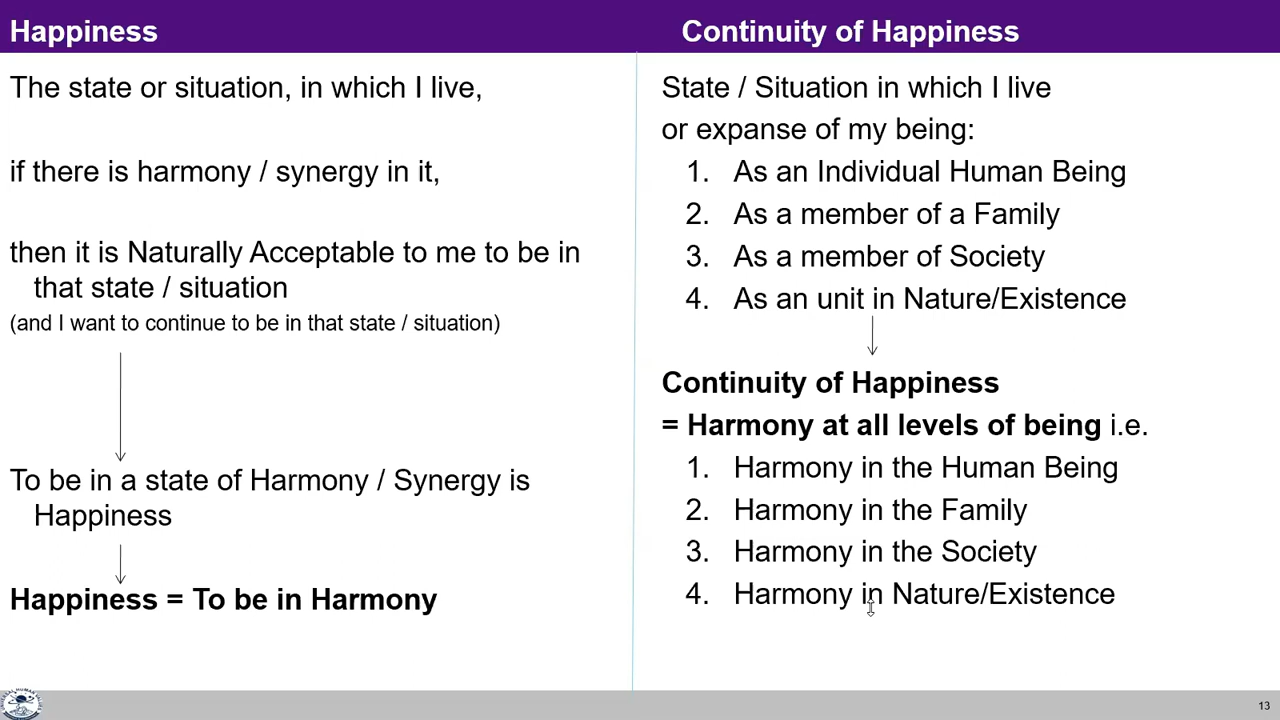 Happiness
The state or situation, in which I live,
if there is harmony / synergy in it,
then it is Naturally Acceptable to me to be in
that state / situation
(and I want to continue to be in that state / situation)
To be in a state of Harmony / Synergy is
Happiness
Happiness = To be in Harmony
Continuity of Happiness
State / Situation in which I live
or expanse of my being:
1. As an Individual Human Being
2. As a member of a Family
3. As a member of Society
4. As an unit in Nature/Existence
Continuity of Happiness
= Harmony at all levels of being i.e.
1. Harmony in the Human Being
2. Harmony in the Family
3. Harmony in the Society
4. Harmony in Nature/Existence
13